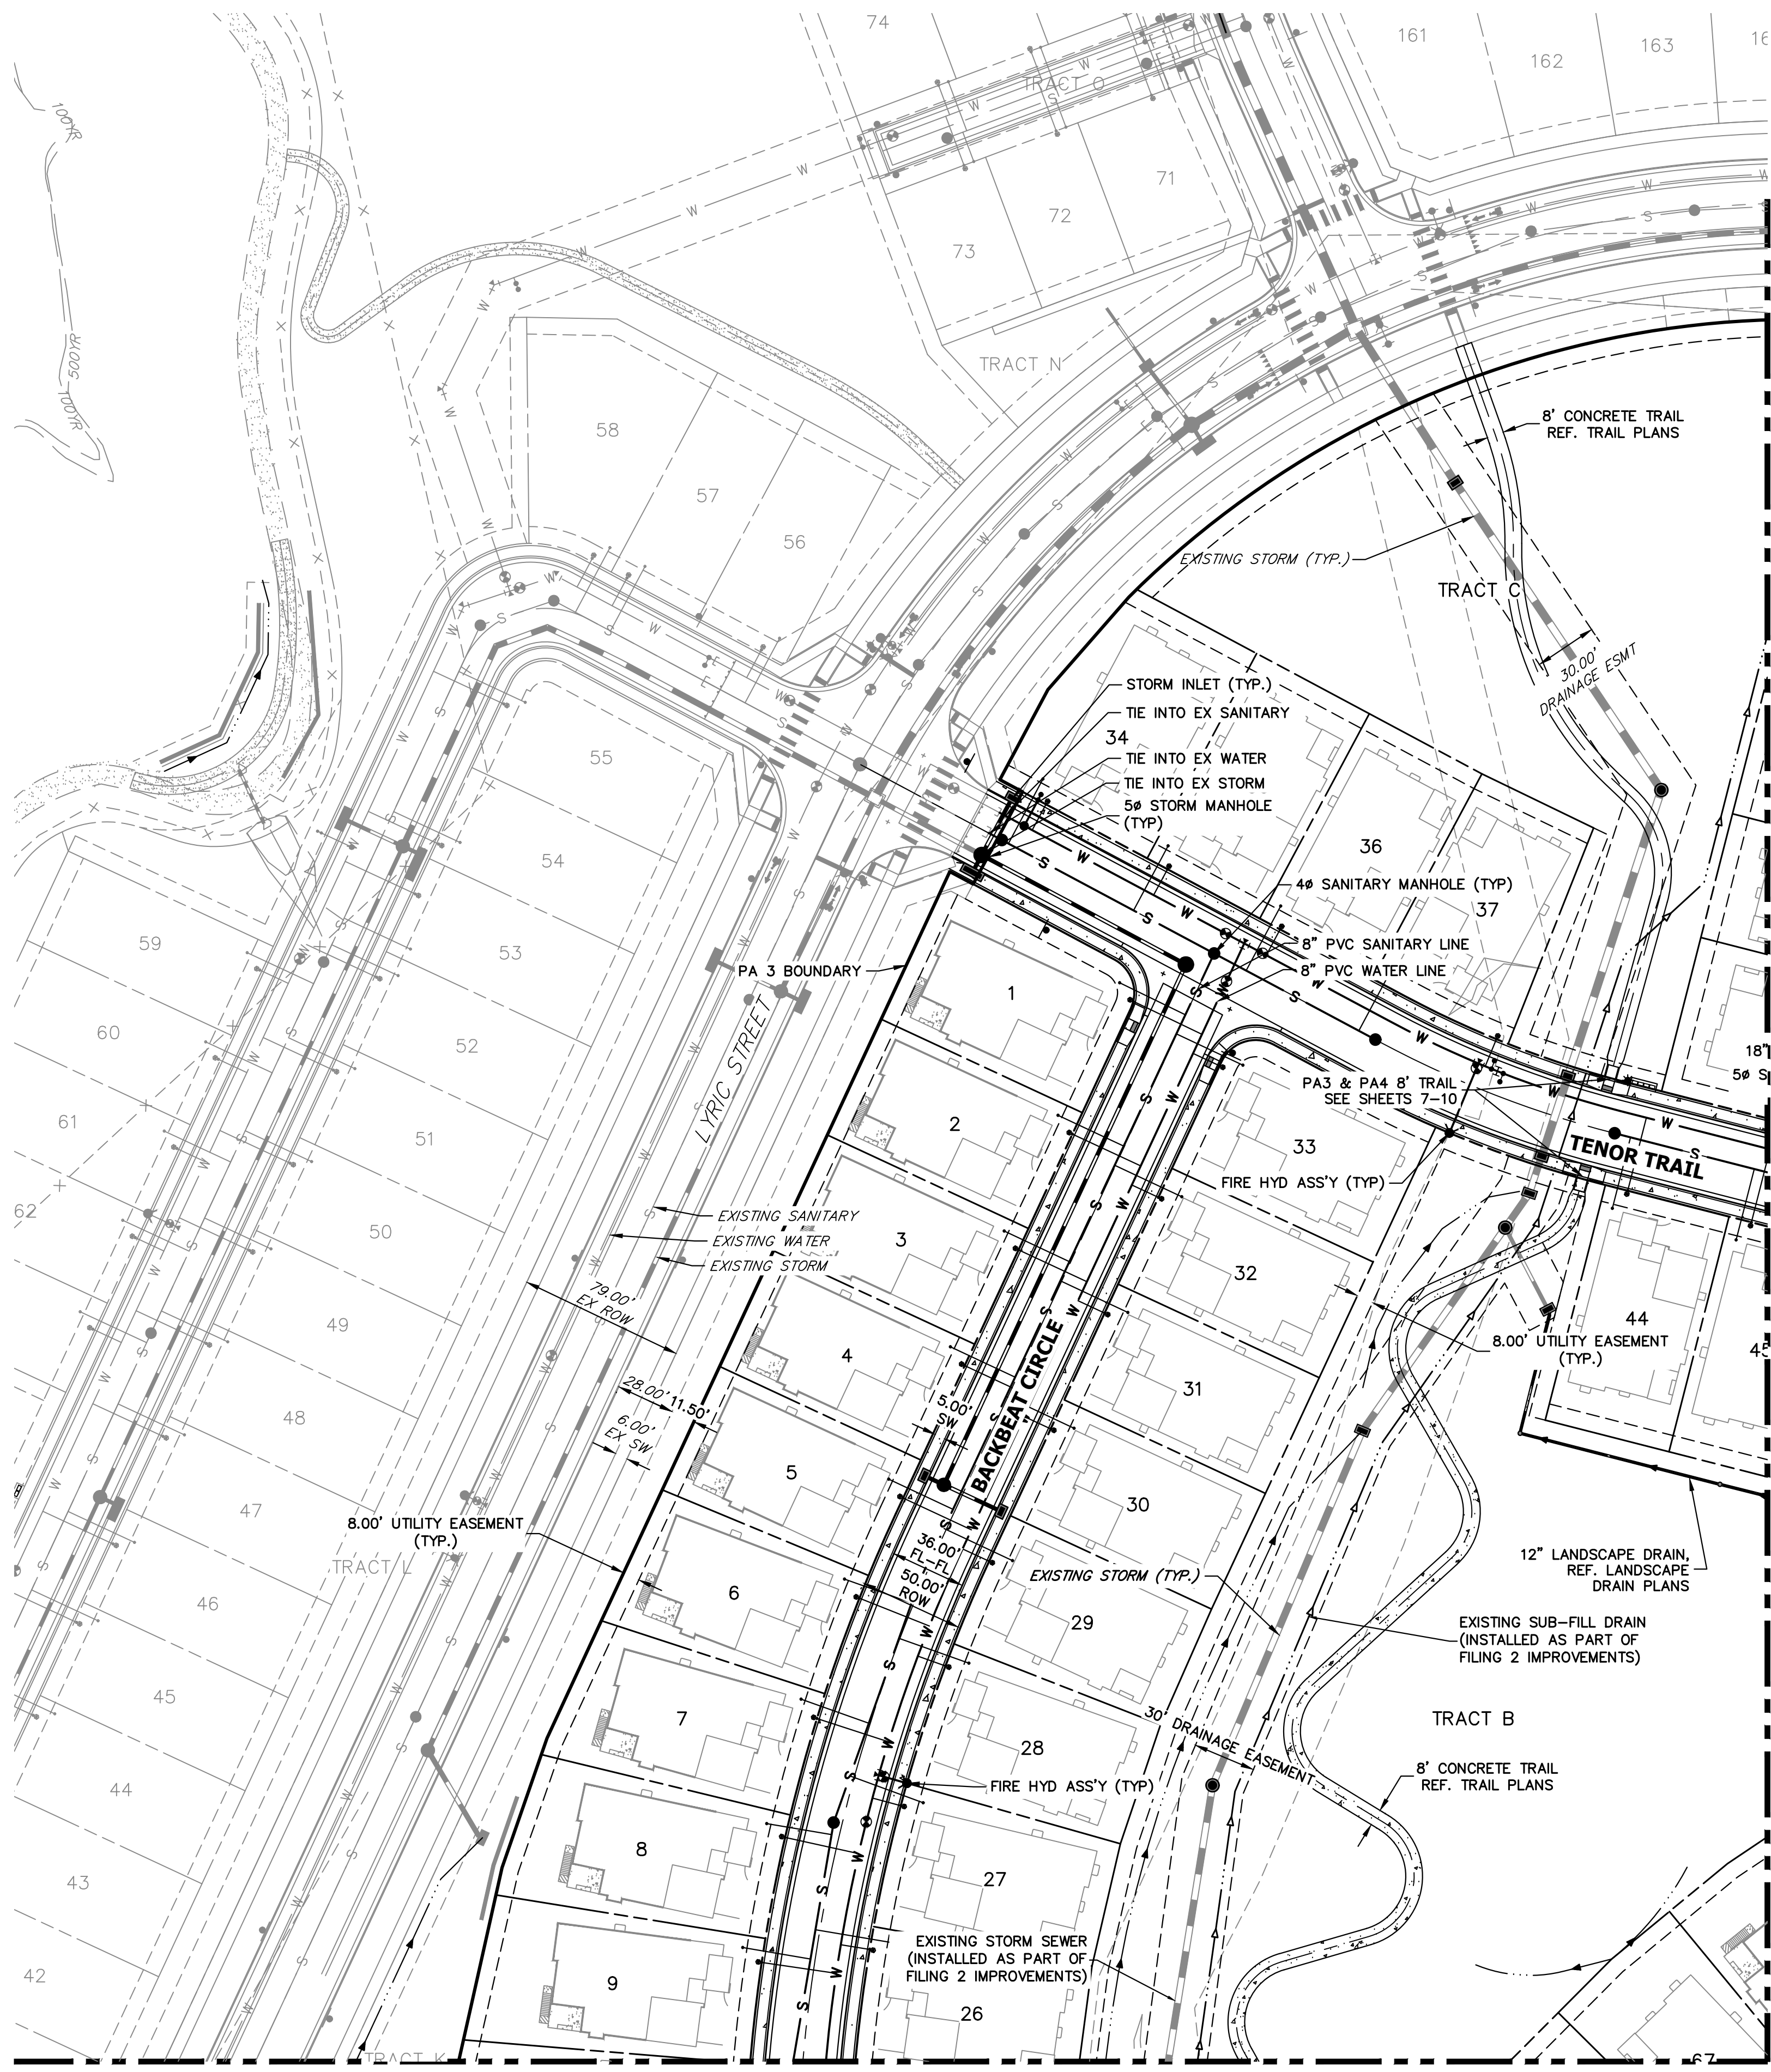 74
161
162
163
16
TRACT O
100YR
71
72
73
500YR
100YR
TRACT N
58
57
56
8' CONCRETE TRAIL
REF. TRAIL PLANS
EXISTING STORM (TYP.)
TRACT C
30.00'
DRAINAGE ESMT
STORM INLET (TYP.)
TIE INTO EX SANITARY
34
TIE INTO EX WATER
TIE INTO EX STORM
5ø STORM MANHOLE
(TYP)
36
4ø SANITARY MANHOLE (TYP)
37
8" PVC SANITARY LINE
8" PVC WATER LINE
55
54
53
52
51
50
49
48
47
46
45
44
43
42
59
60
61
62
PA 3 BOUNDARY
LYRIC STREET
1
2
3
4
5
6
7
8
9
18"
5ø S
PA3 & PA4 8' TRAIL
SEE SHEETS 7-10
33
TENOR TRAIL
FIRE HYD ASS'Y (TYP)
EXISTING SANITARY
EXISTING WATER
EXISTING STORM
79.00'
EX ROW
32
31
30
29
28
27
26
44
45
8.00' UTILITY EASEMENT
(TYP.)
28.00'
11.50'
6.00'
EX SW
5.00'
SW
BACKBEAT CIRCLE
8.00' UTILITY EASEMENT
(TYP.)
TRACT L
36.00'
FL-FL
50.00'
ROW
EXISTING STORM (TYP.)
12" LANDSCAPE DRAIN,
REF. LANDSCAPE
DRAIN PLANS
EXISTING SUB-FILL DRAIN
(INSTALLED AS PART OF
FILING 2 IMPROVEMENTS)
TRACT B
30' DRAINAGE EASEMENT
8' CONCRETE TRAIL
REF. TRAIL PLANS
FIRE HYD ASS'Y (TYP)
EXISTING STORM SEWER
(INSTALLED AS PART OF
FILING 2 IMPROVEMENTS)
TRACT K
67